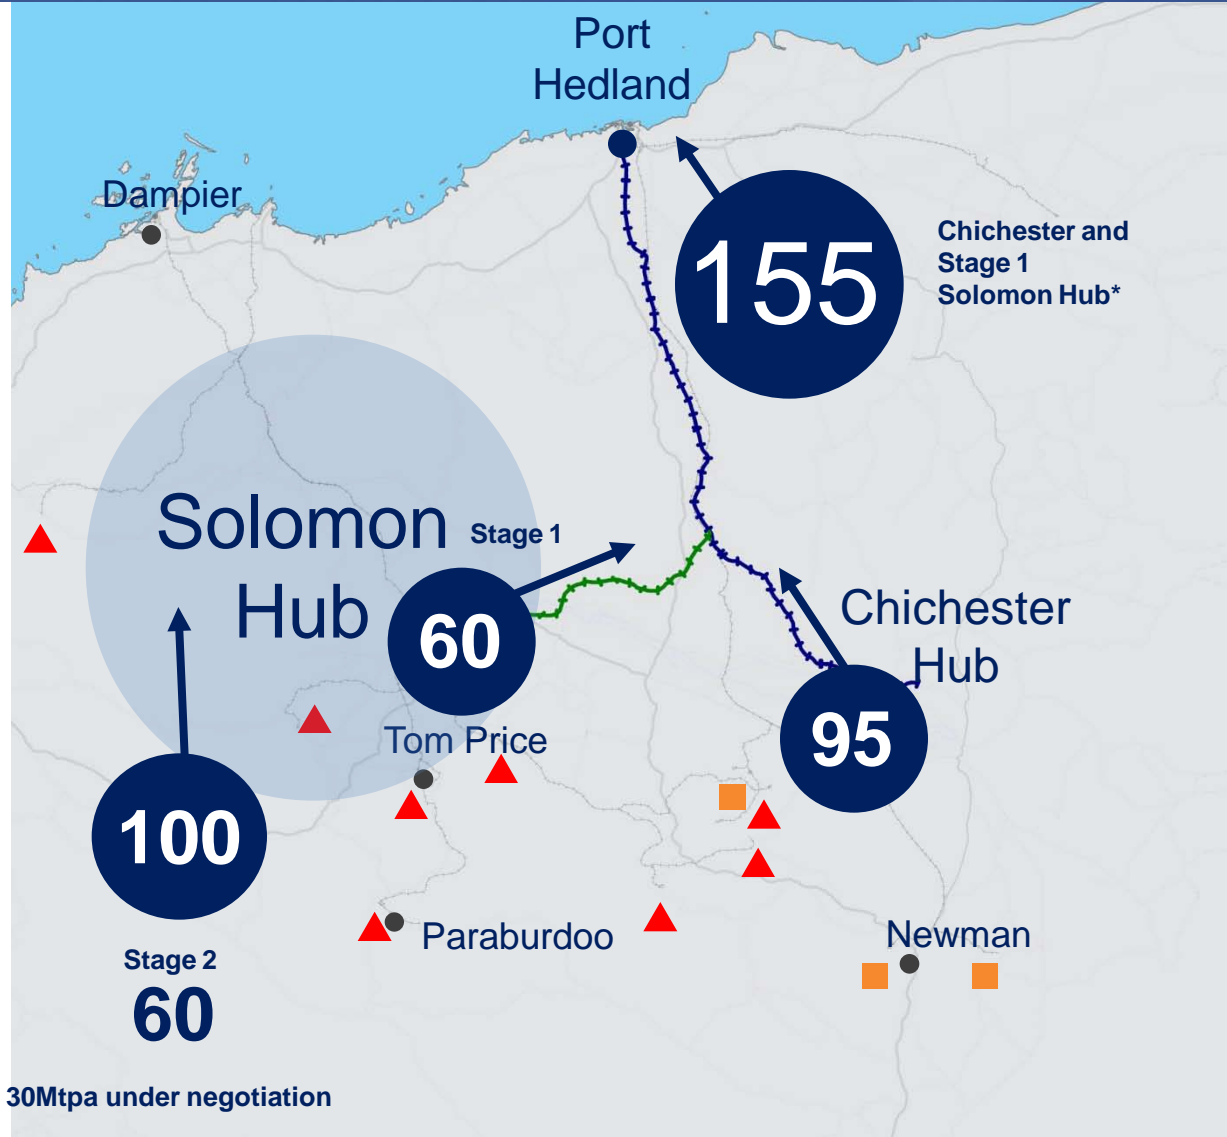 Port
Hedland
Dampier
155
Chichester and
Stage 1
Solomon Hub*
Solomon
Hub
Stage 1
60
Chichester
Hub
95
Tom Price
100
Paraburdoo
Newman
Stage 2
60
30Mtpa under negotiation